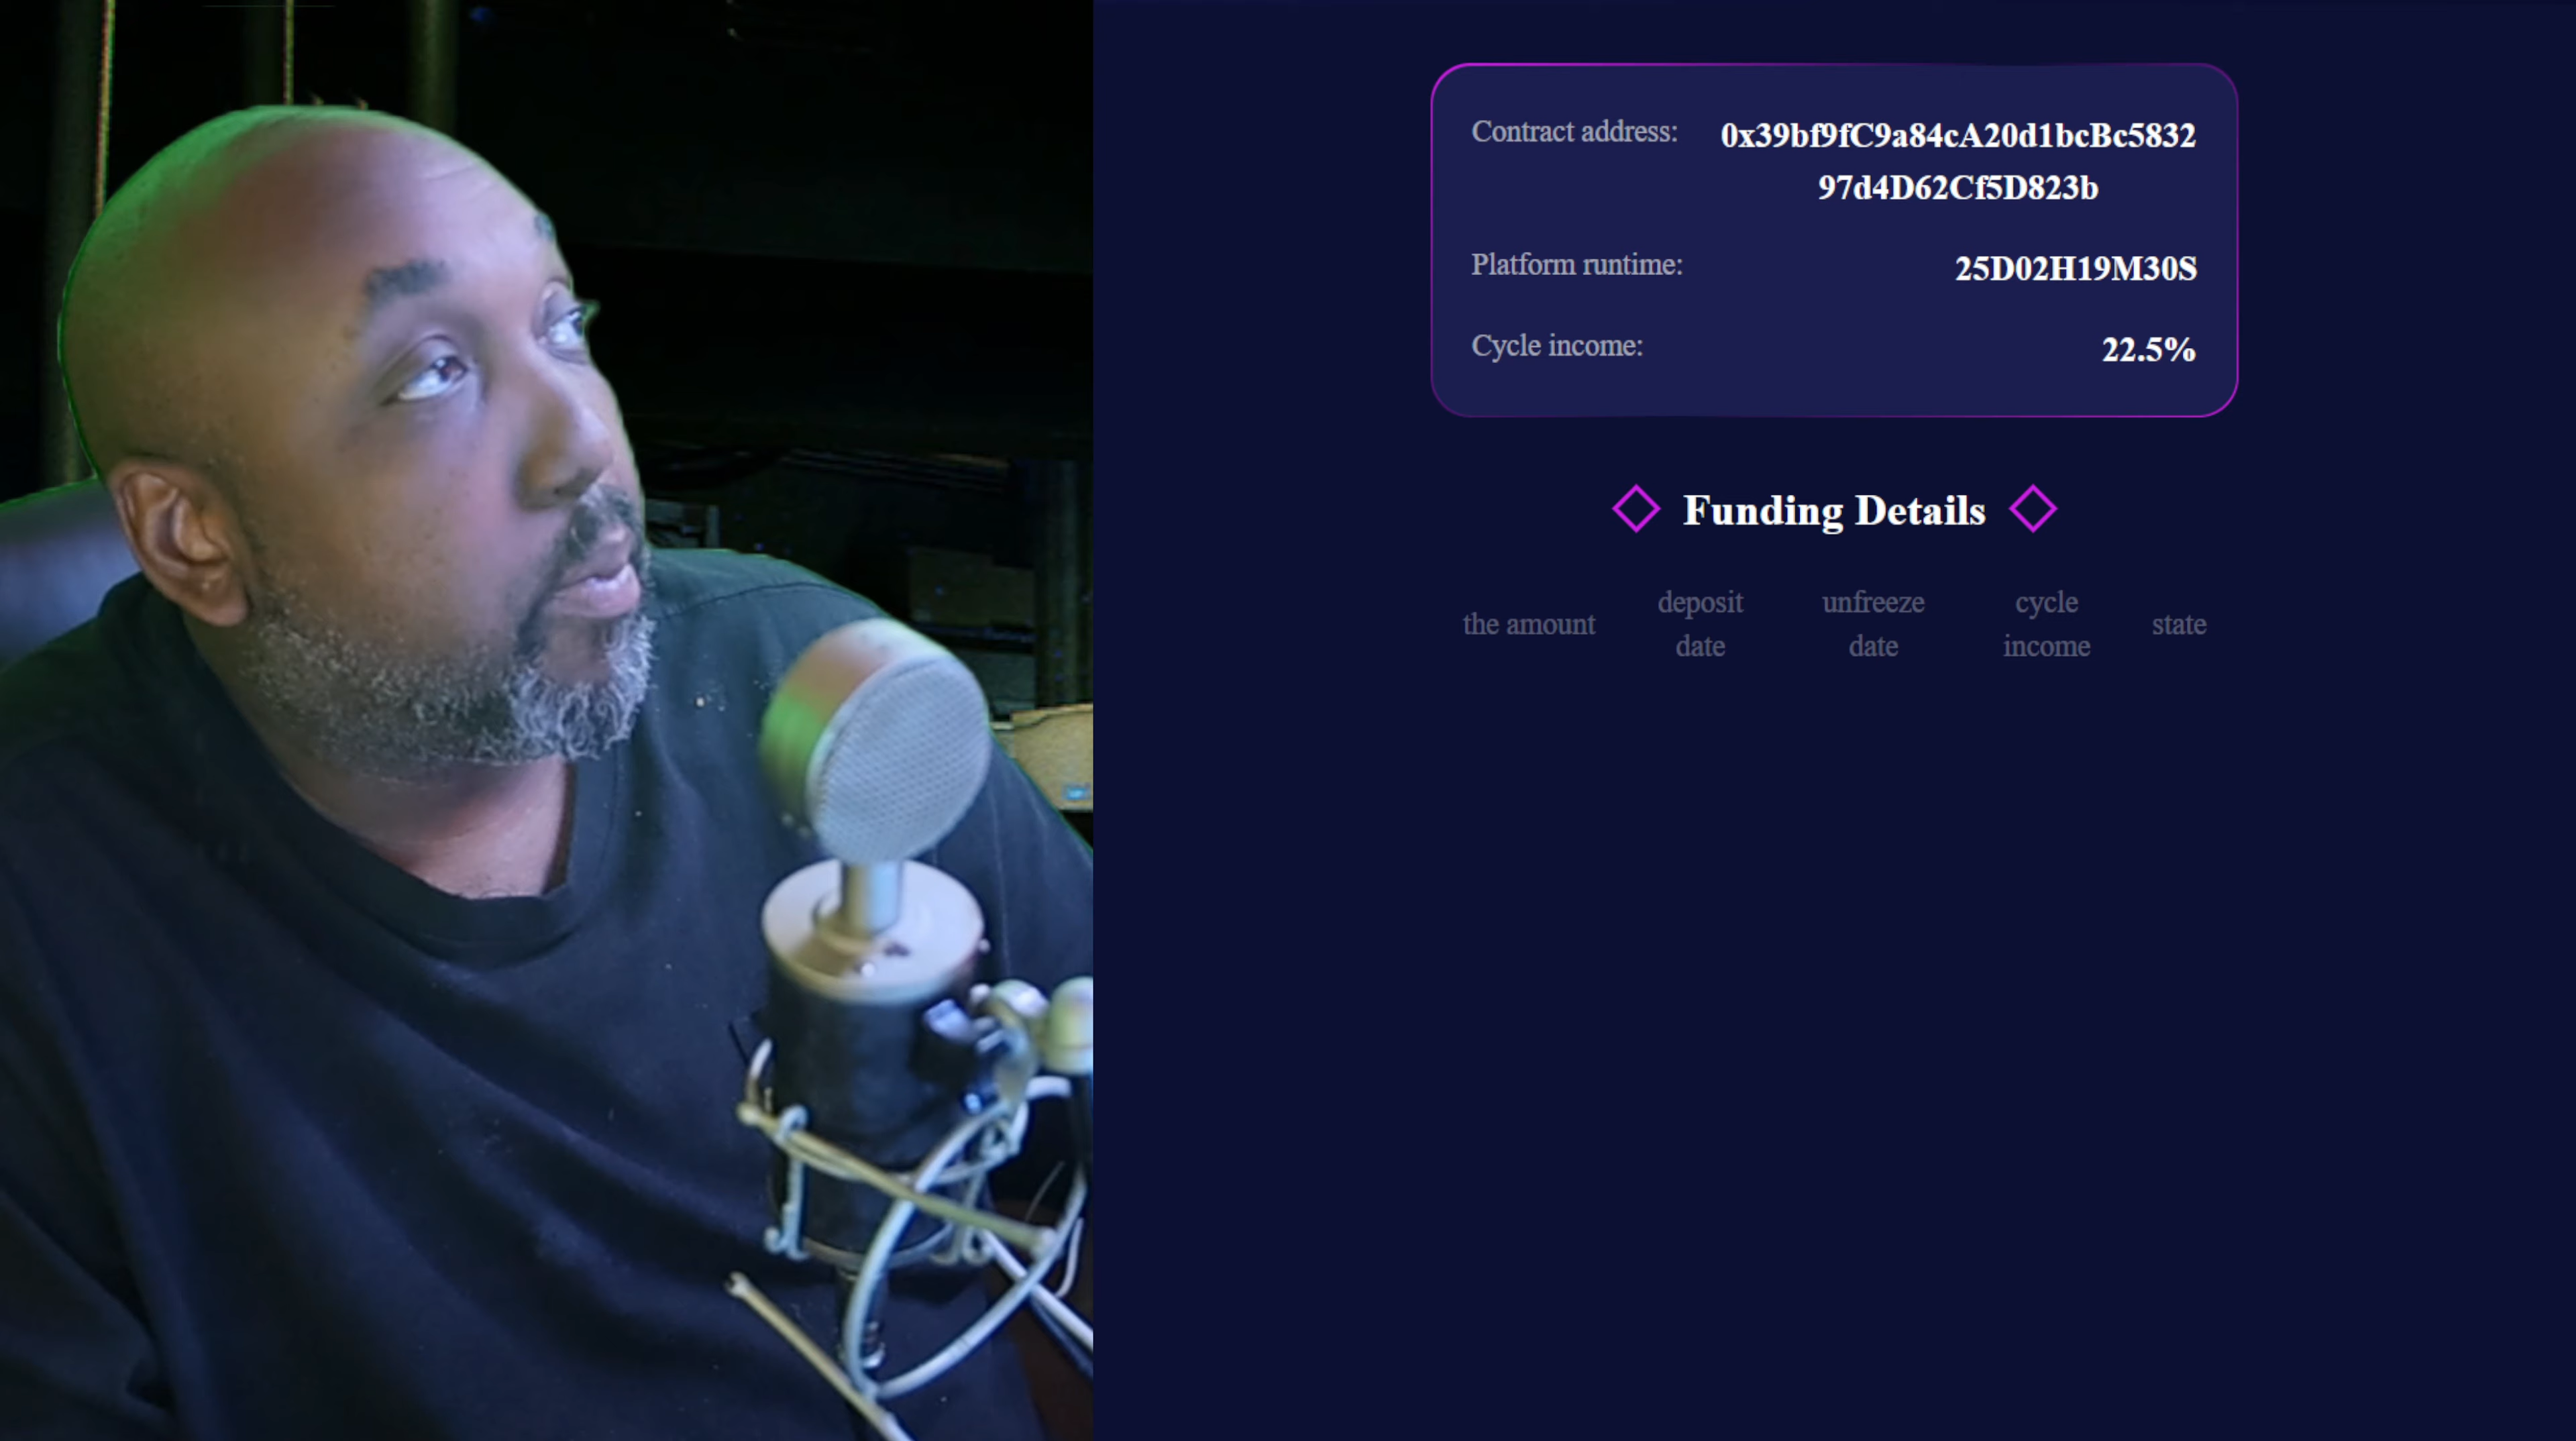 Contract address: 0x39bf9fC9a84cA20d1bcBc5832
97d4D62Cf5D823b
Platform runtime: 25D02H19M30S
Cycle income: 22.5%
Funding Details
the amount deposit date unfreeze date cycle income state